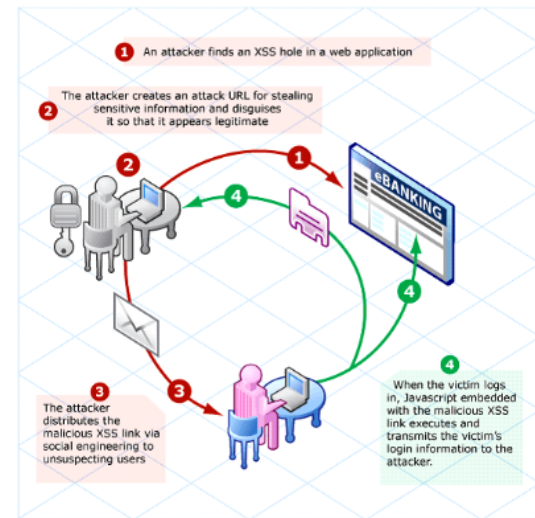 1 An attacker finds an XSS hole in a web application
The attacker creates an attack URL for stealing
2 sensitive information and disguises
it so that it appears legitimate
2
1
4
eBANKING
4
3
3
The attacker
distributes the
malicious XSS link via
social engineering to
unsuspecting users
4
When the victim logs
in, Javascript embedded
with the malicious XSS
link executes and
transmits the victim's
login information to the
attacker.